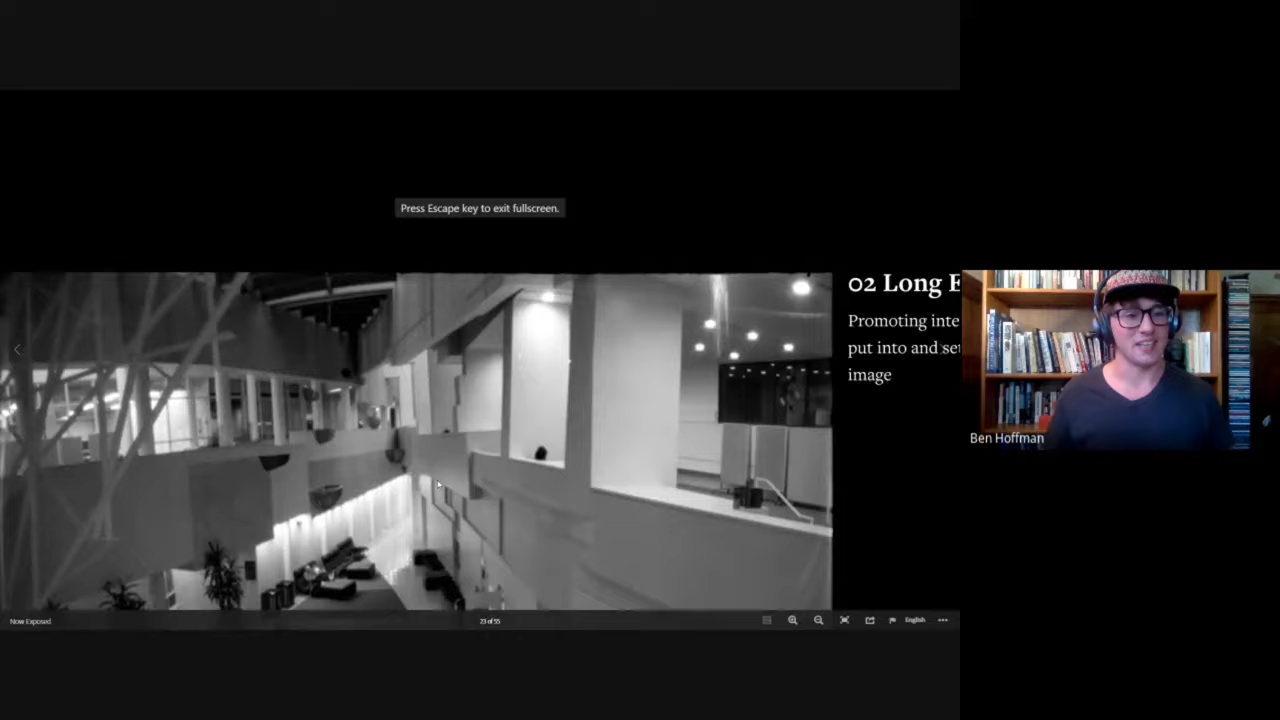 Press Escape key to exit fullscreen.
02 Long E
Promoting inte
put into and set
image
Ben Hoffman
Now Exposed
23 of 55
English